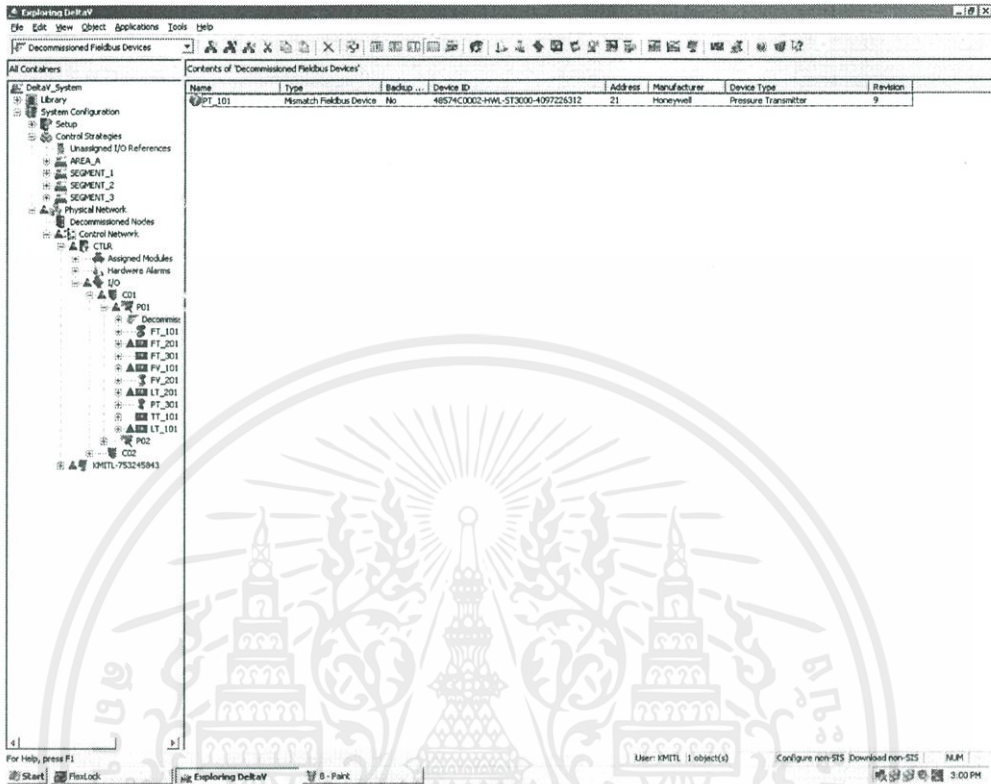 Exploring DeltaV
File Edit View Object Applications Tools Help
Decommissioned Fieldbus Devices
All Containers
Contents of 'Decommissioned Fieldbus Devices'
DeltaV_System
Library
System Configuration
Setup
Control Strategies
Unassigned I/O References
AREA_A
SEGMENT_1
SEGMENT_2
SEGMENT_3
Physical Network
Decommissioned Nodes
Control Network
CTLR
Assigned Modules
Hardware Alarms
I/O
C01
P01
Decommiss
FT_101
FT_201
FT_301
FV_101
FV_201
LT_201
PT_301
TT_101
LT_101
P02
C02
KMITL-753245843
Name Type Backup ... Device ID Address Manufacturer Device Type Revision
PT_101 Mismatch Fieldbus Device No 48574C0002-HWL-ST3000-4097226312 21 Honeywell Pressure Transmitter 9
For Help, press F1
User: KMITL 1 object(s) Configure non-SIS Download non-SIS NUM
Start FlexLock Exploring DeltaV 8 - Paint 3:00 PM